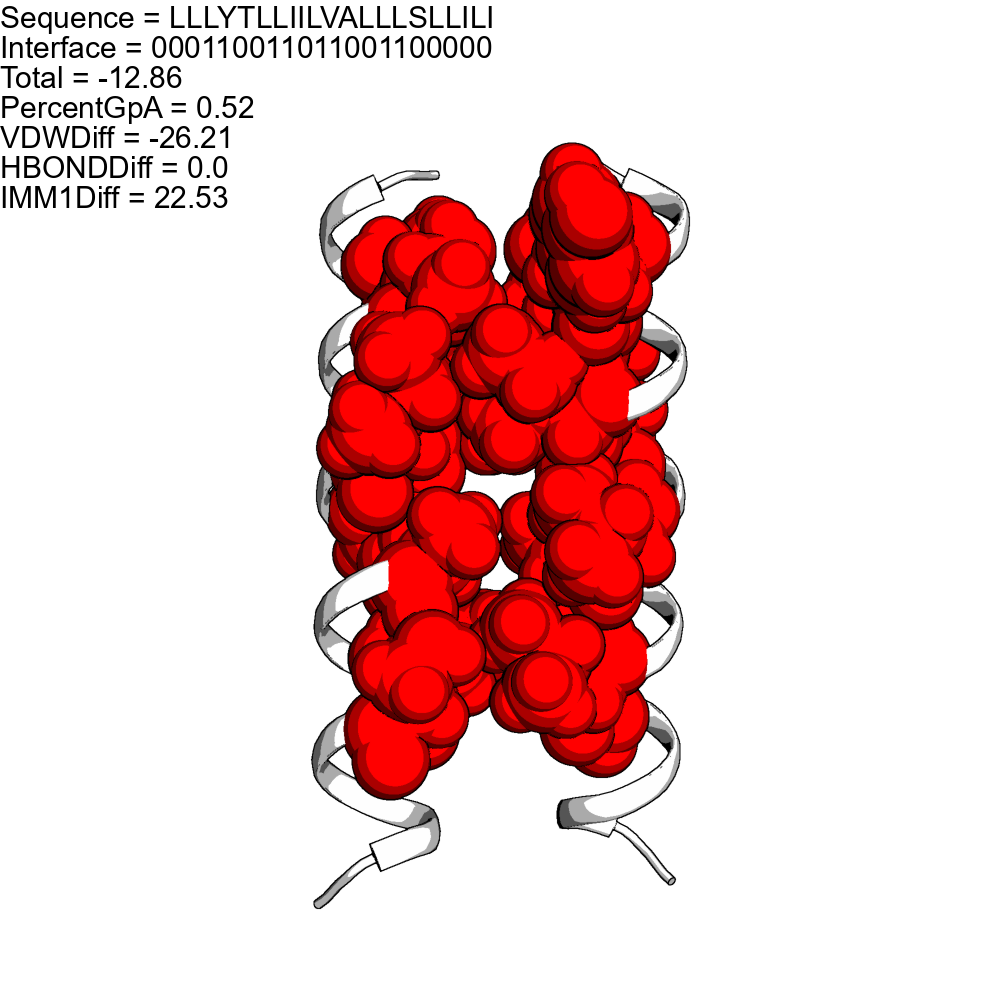 Sequence = LLLYTLLIILVALLLSLLILI
Interface = 000110011011001100000
Total = -12.86
PercentGpA = 0.52
VDWDiff = -26.21
HBONDDiff = 0.0
IMM1Diff = 22.53